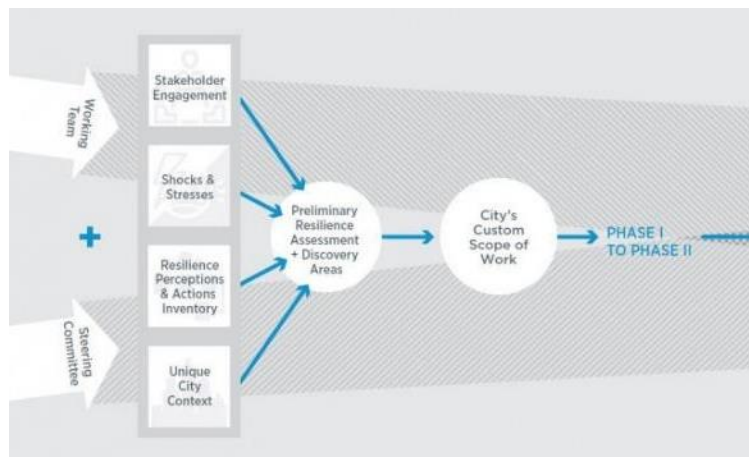 Working
Team
+
Steering
Committee
Stakeholder
Engagement
Shocks &
Stresses
Resilience
Perceptions
& Actions
Inventory
Unique
City
Context
Preliminary
Resilience
Assessment
+ Discovery
Areas
City's
Custom
Scope of
Work
PHASE I
TO PHASE II